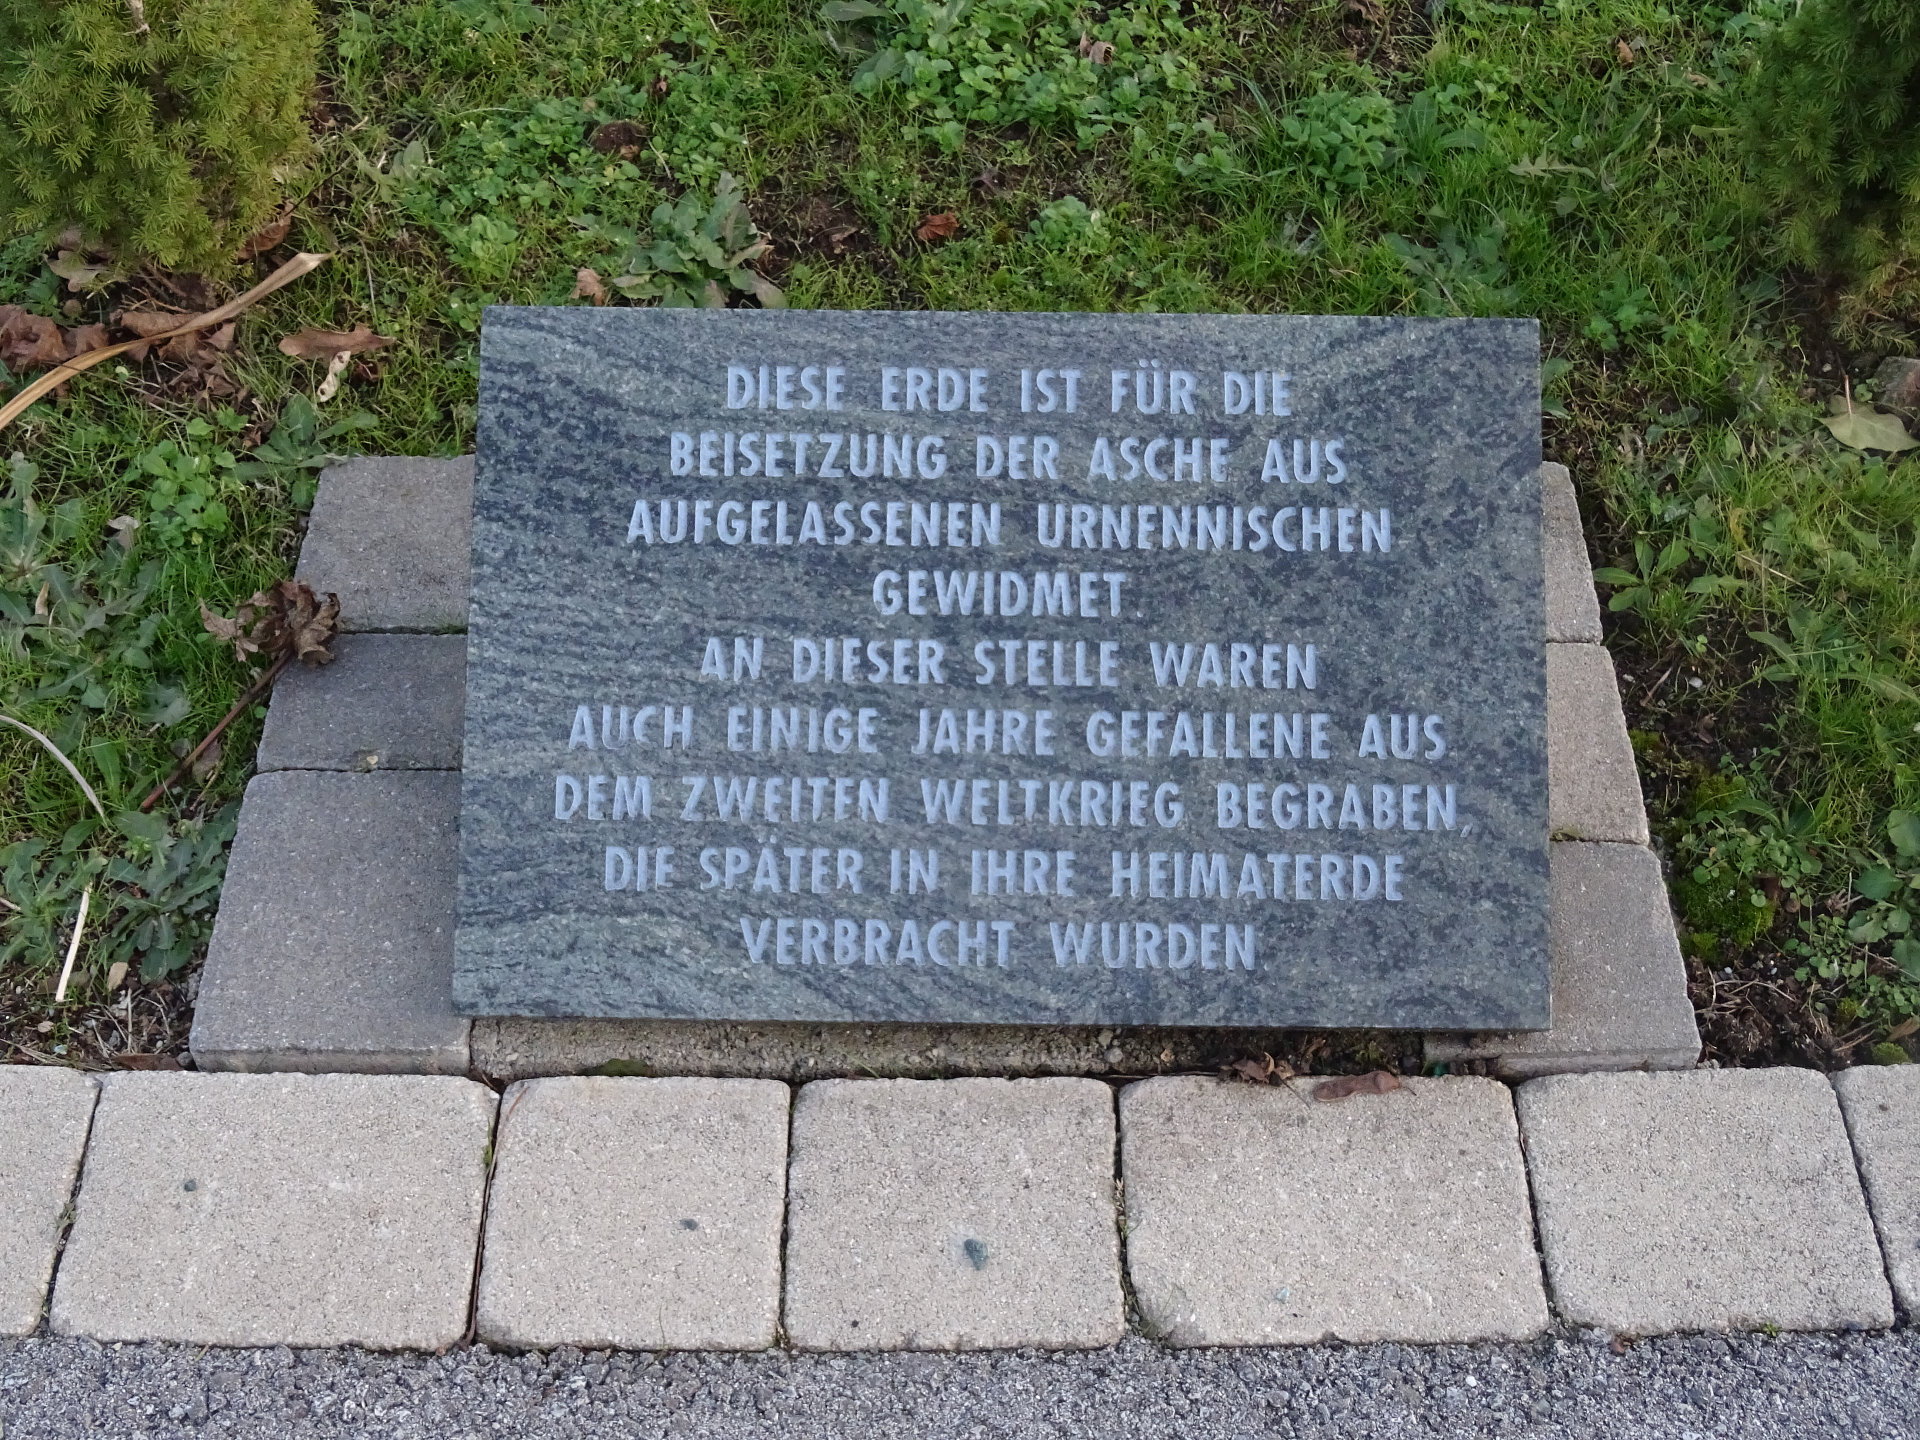 DIESE ERDE IST FÜR DIE
BEISETZUNG DER ASCHE AUS
AUFGELASSENEN URNENNISCHEN
GEWIDMET
AN DIESER STELLE WAREN
AUCH EINIGE JAHRE GEFALLENE AUS
DEM ZWEITEN WELTKRIEG BEGRABEN,
DIE SPÄTER IN IHRE HEIMATERDE
VERBRACHT WURDEN